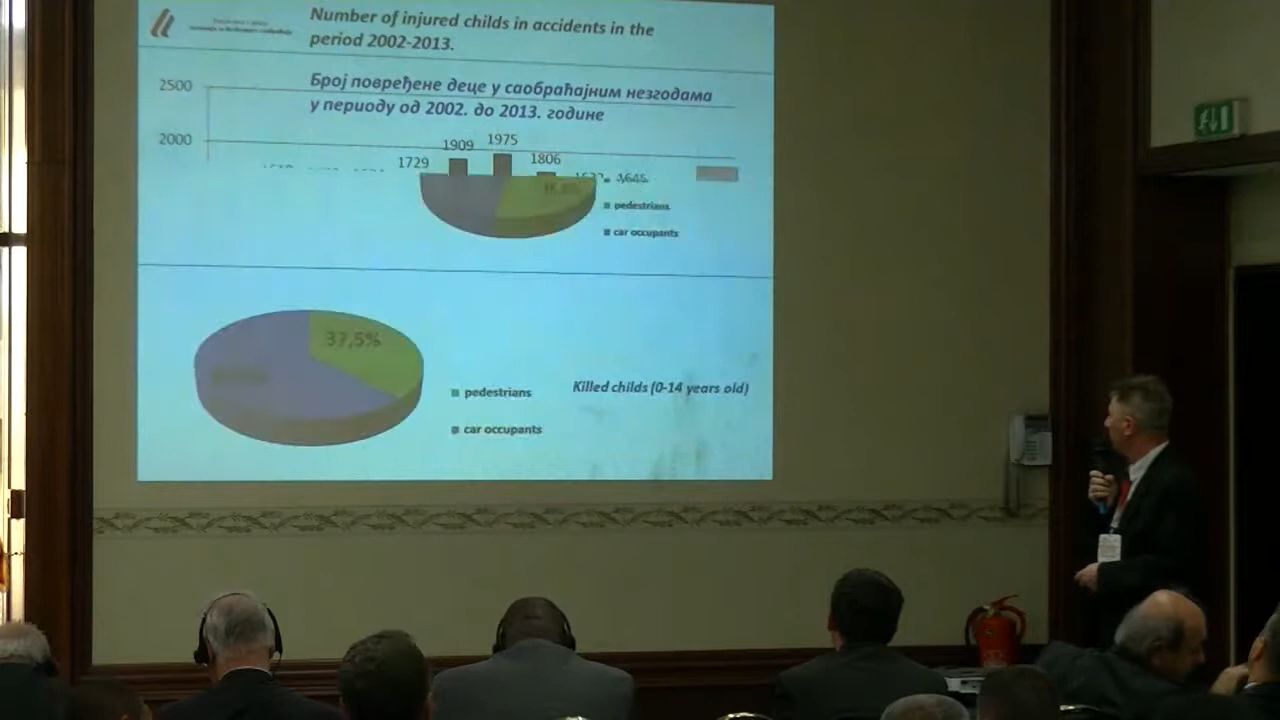 Number of injured childs in accidents in the
period 2002-2013.
Број повређене деце у саобраћајним незгодама
у периоду од 2002. до 2013. године
2500
2000
1729
1909
1975
1806
1645
pedestrians
car occupants
37,5%
pedestrians
car occupants
Killed childs (0-14 years old)